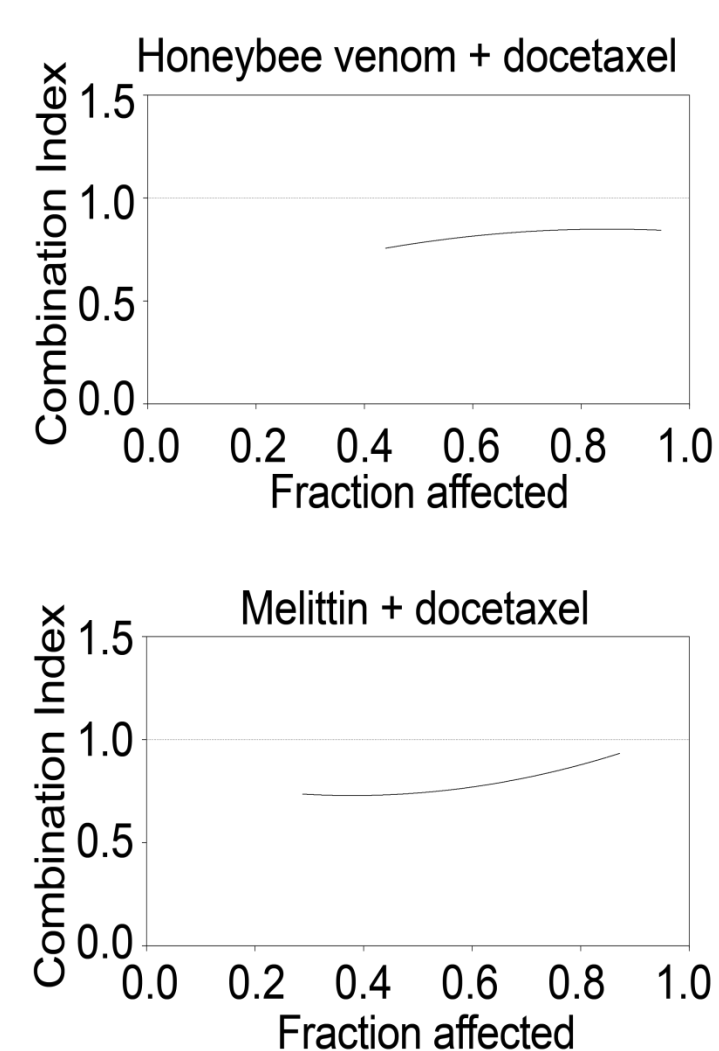 Honeybee venom + docetaxel
Combination Index
1.5
1.0
0.5
0.0
0.0 0.2 0.4 0.6 0.8 1.0
Fraction affected
Melittin + docetaxel
Combination Index
1.5
1.0
0.5
0.0
0.0 0.2 0.4 0.6 0.8 1.0
Fraction affected